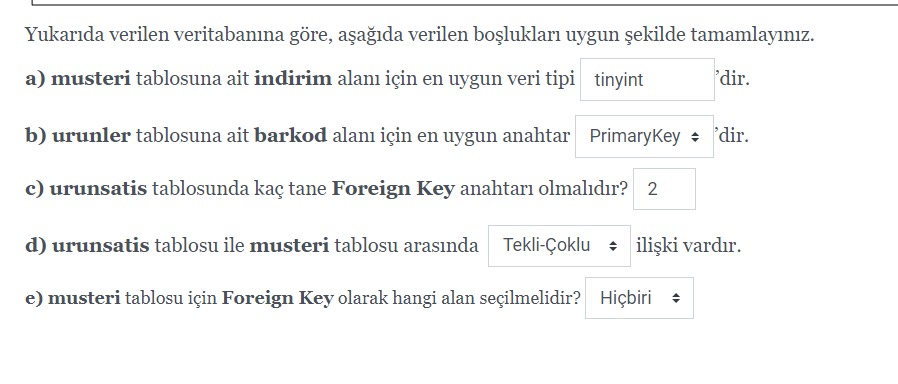 Yukarıda verilen veritabanına göre, aşağıda verilen boşlukları uygun şekilde tamamlayınız.
a) musteri tablosuna ait indirim alanı için en uygun veri tipi tinyint 'dir.
b) urunler tablosuna ait barkod alanı için en uygun anahtar PrimaryKey 'dir.
c) urunsatis tablosunda kaç tane Foreign Key anahtarı olmalıdır? 2
d) urunsatis tablosu ile musteri tablosu arasında Tekli-Çoklu ilişki vardır.
e) musteri tablosu için Foreign Key olarak hangi alan seçilmelidir? Hiçbiri